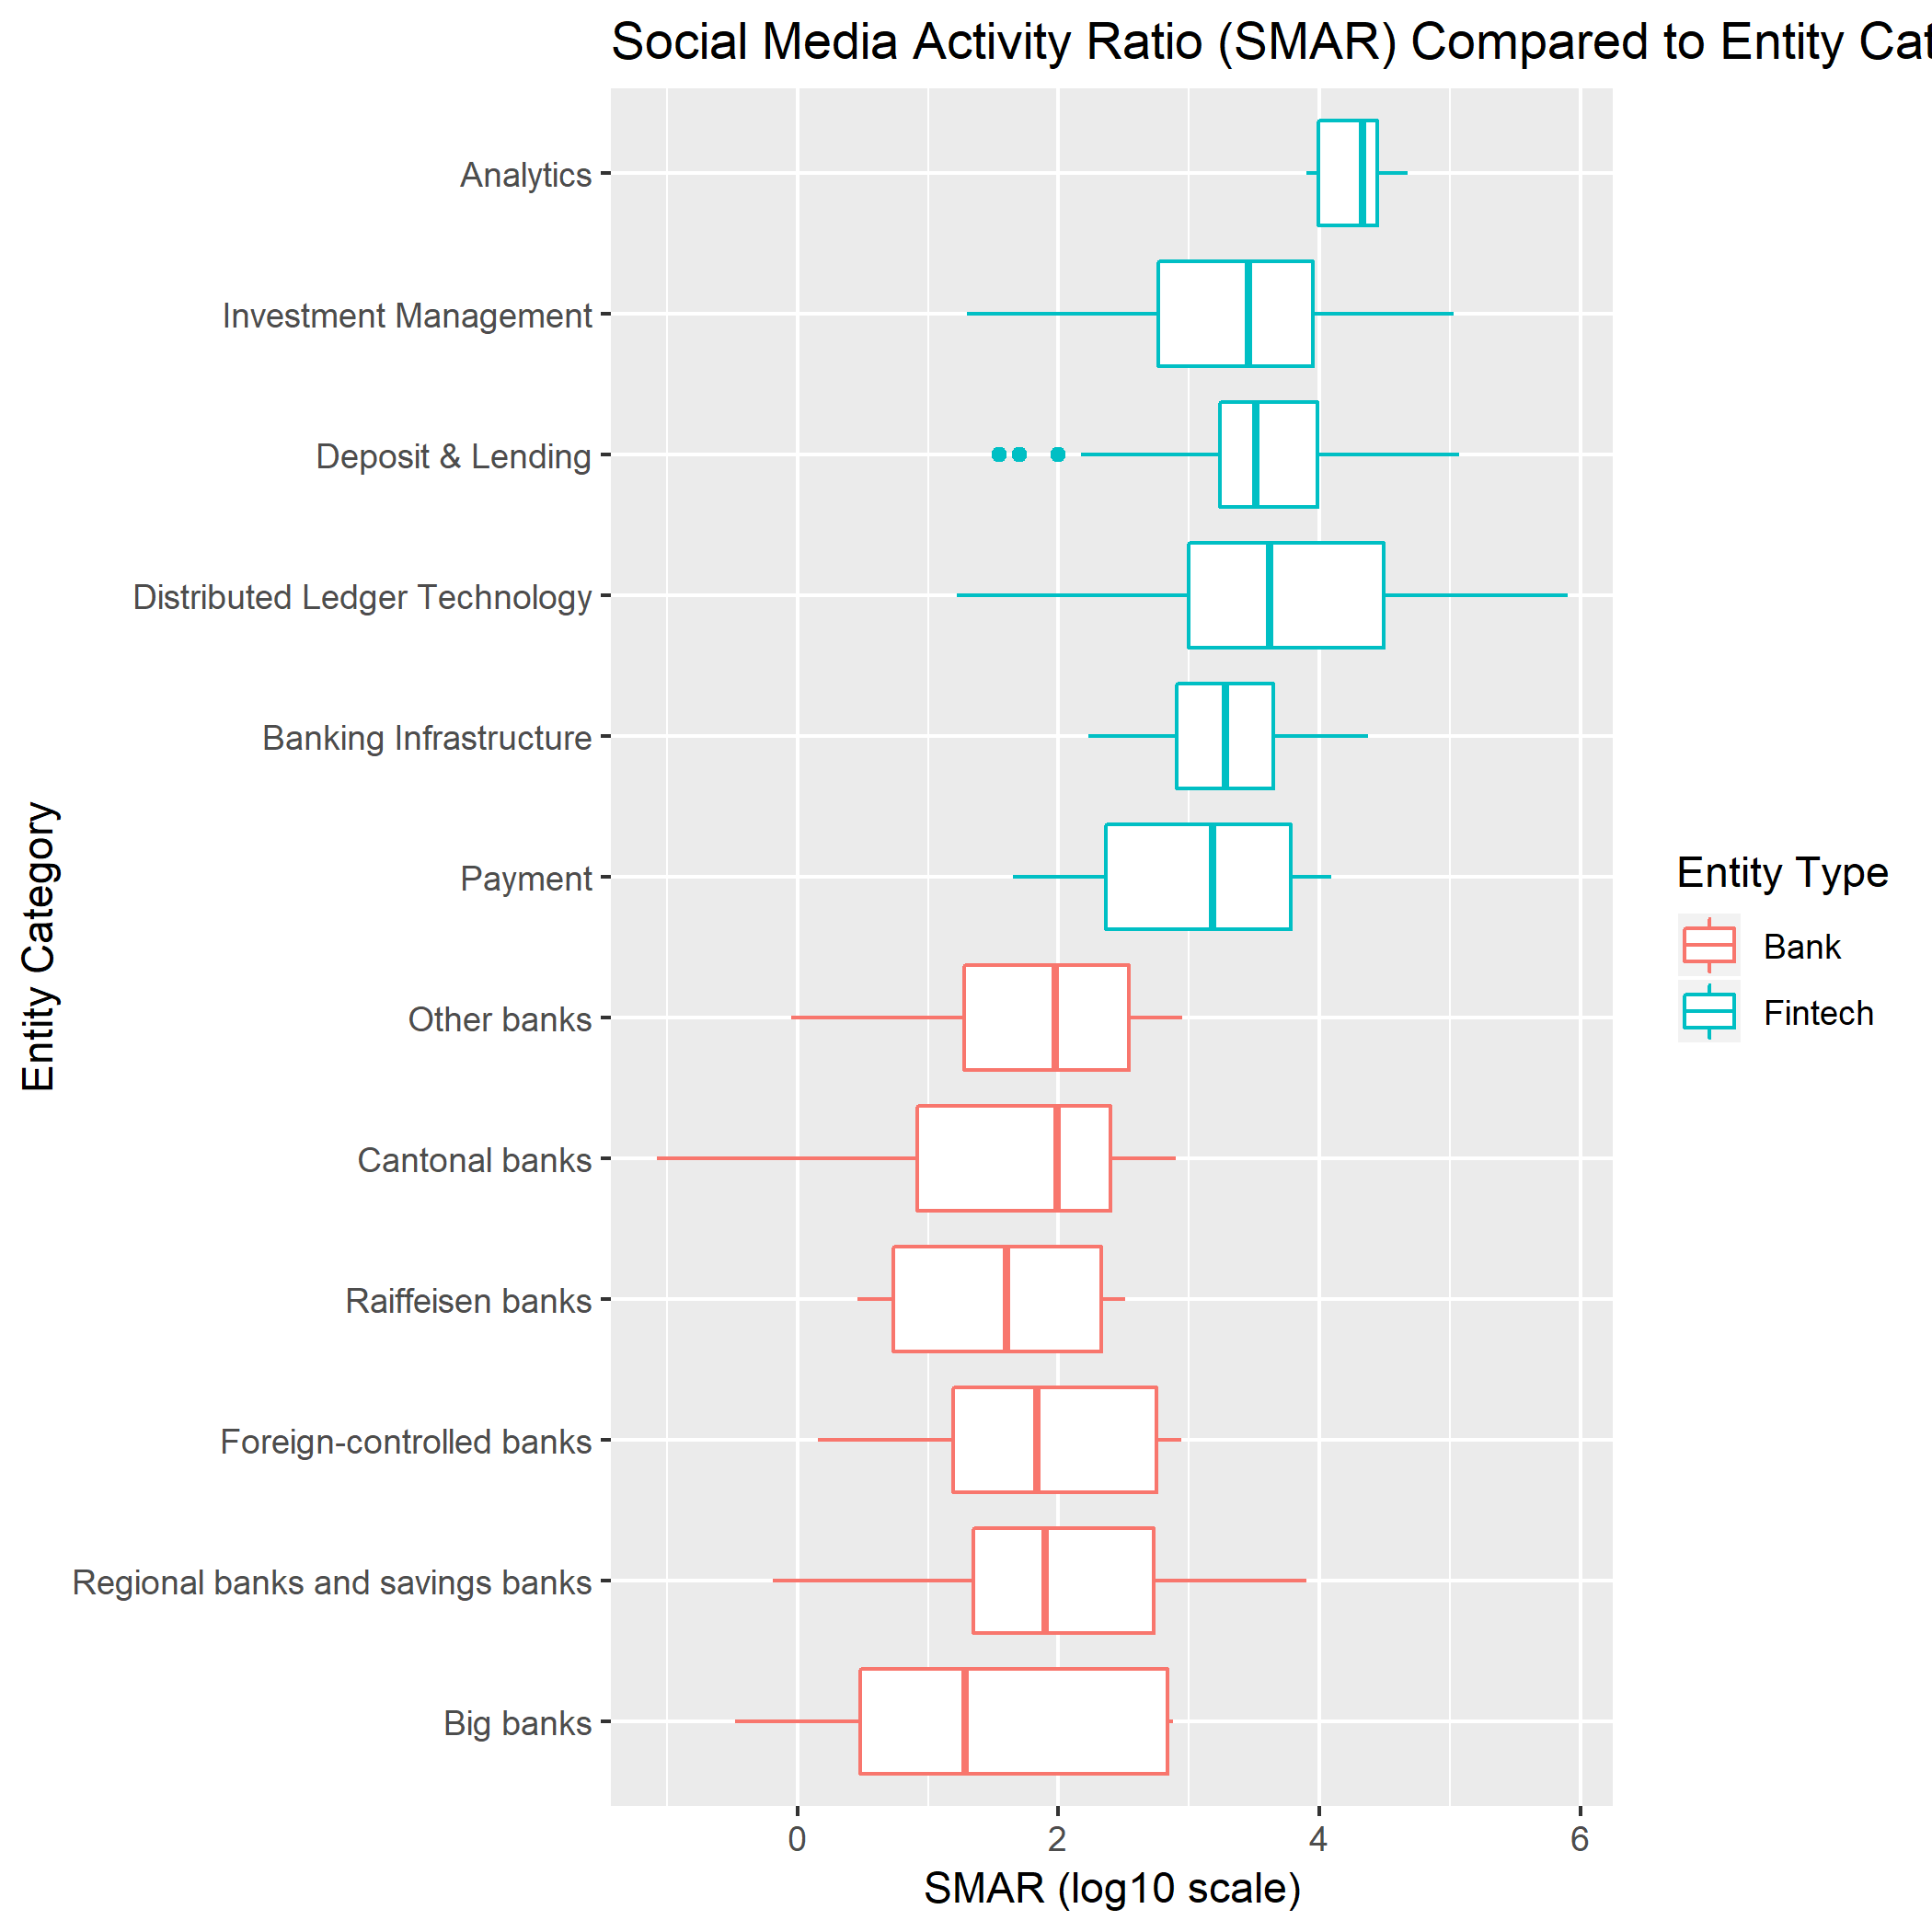 Social Media Activity Ratio (SMAR) Compared to Entity Cat
Analytics
Investment Management
Deposit & Lending
Distributed Ledger Technology
Banking Infrastructure
Payment
Other banks
Cantonal banks
Raiffeisen banks
Foreign-controlled banks
Regional banks and savings banks
Big banks
Entity Category
0 2 4 6
SMAR (log10 scale)
Entity Type
Bank
Fintech